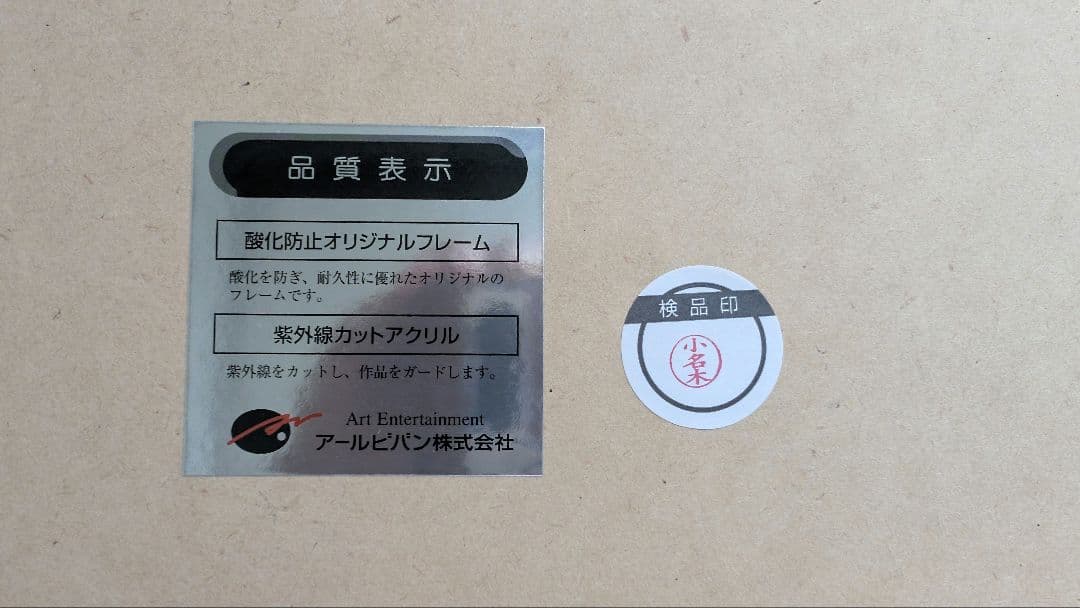 品質表示
酸化防止オリジナルフレーム
酸化を防ぎ、耐久性に優れたオリジナルの
フレームです。
紫外線カットアクリル
紫外線をカットし、作品をガードします。
Art Entertainment
アールビバン株式会社
検品印
小名木